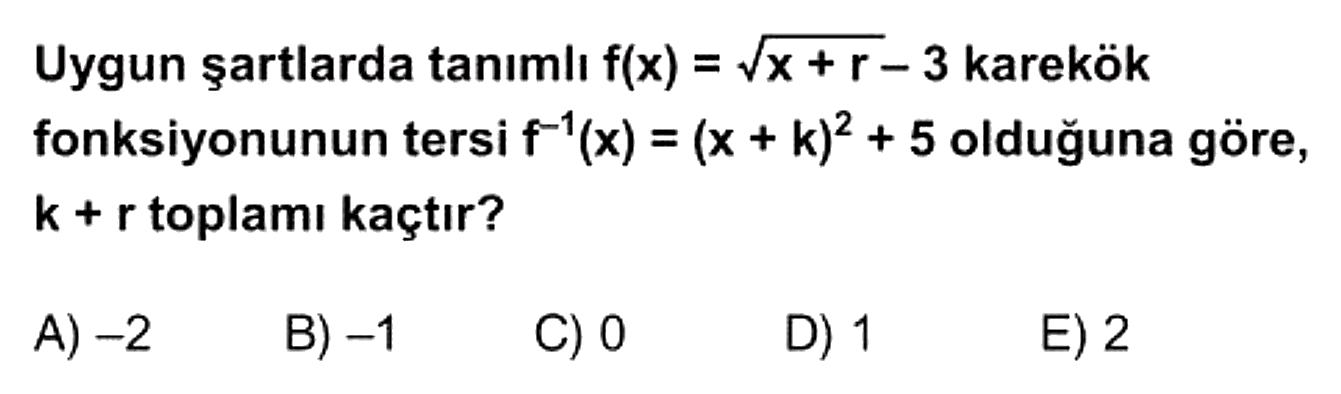 Uygun şartlarda tanımlı f(x) = √x + r – 3 karekök
fonksiyonunun tersi f⁻¹(x) = (x + k)² + 5 olduğuna göre,
k + r toplamı kaçtır?
A) –2 B) –1 C) 0 D) 1 E) 2